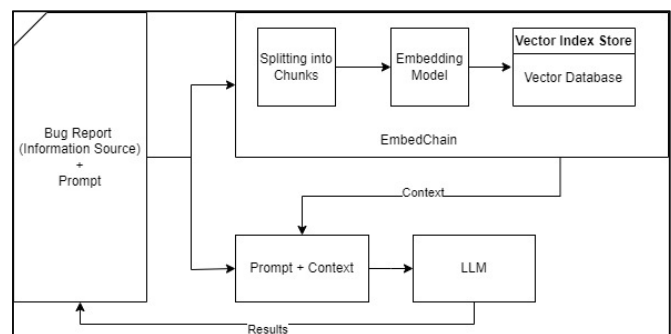 Bug Report
(Information Source)
+
Prompt
Splitting into
Chunks
Embedding
Model
Vector Index Store
Vector Database
EmbedChain
Context
Prompt + Context
LLM
Results